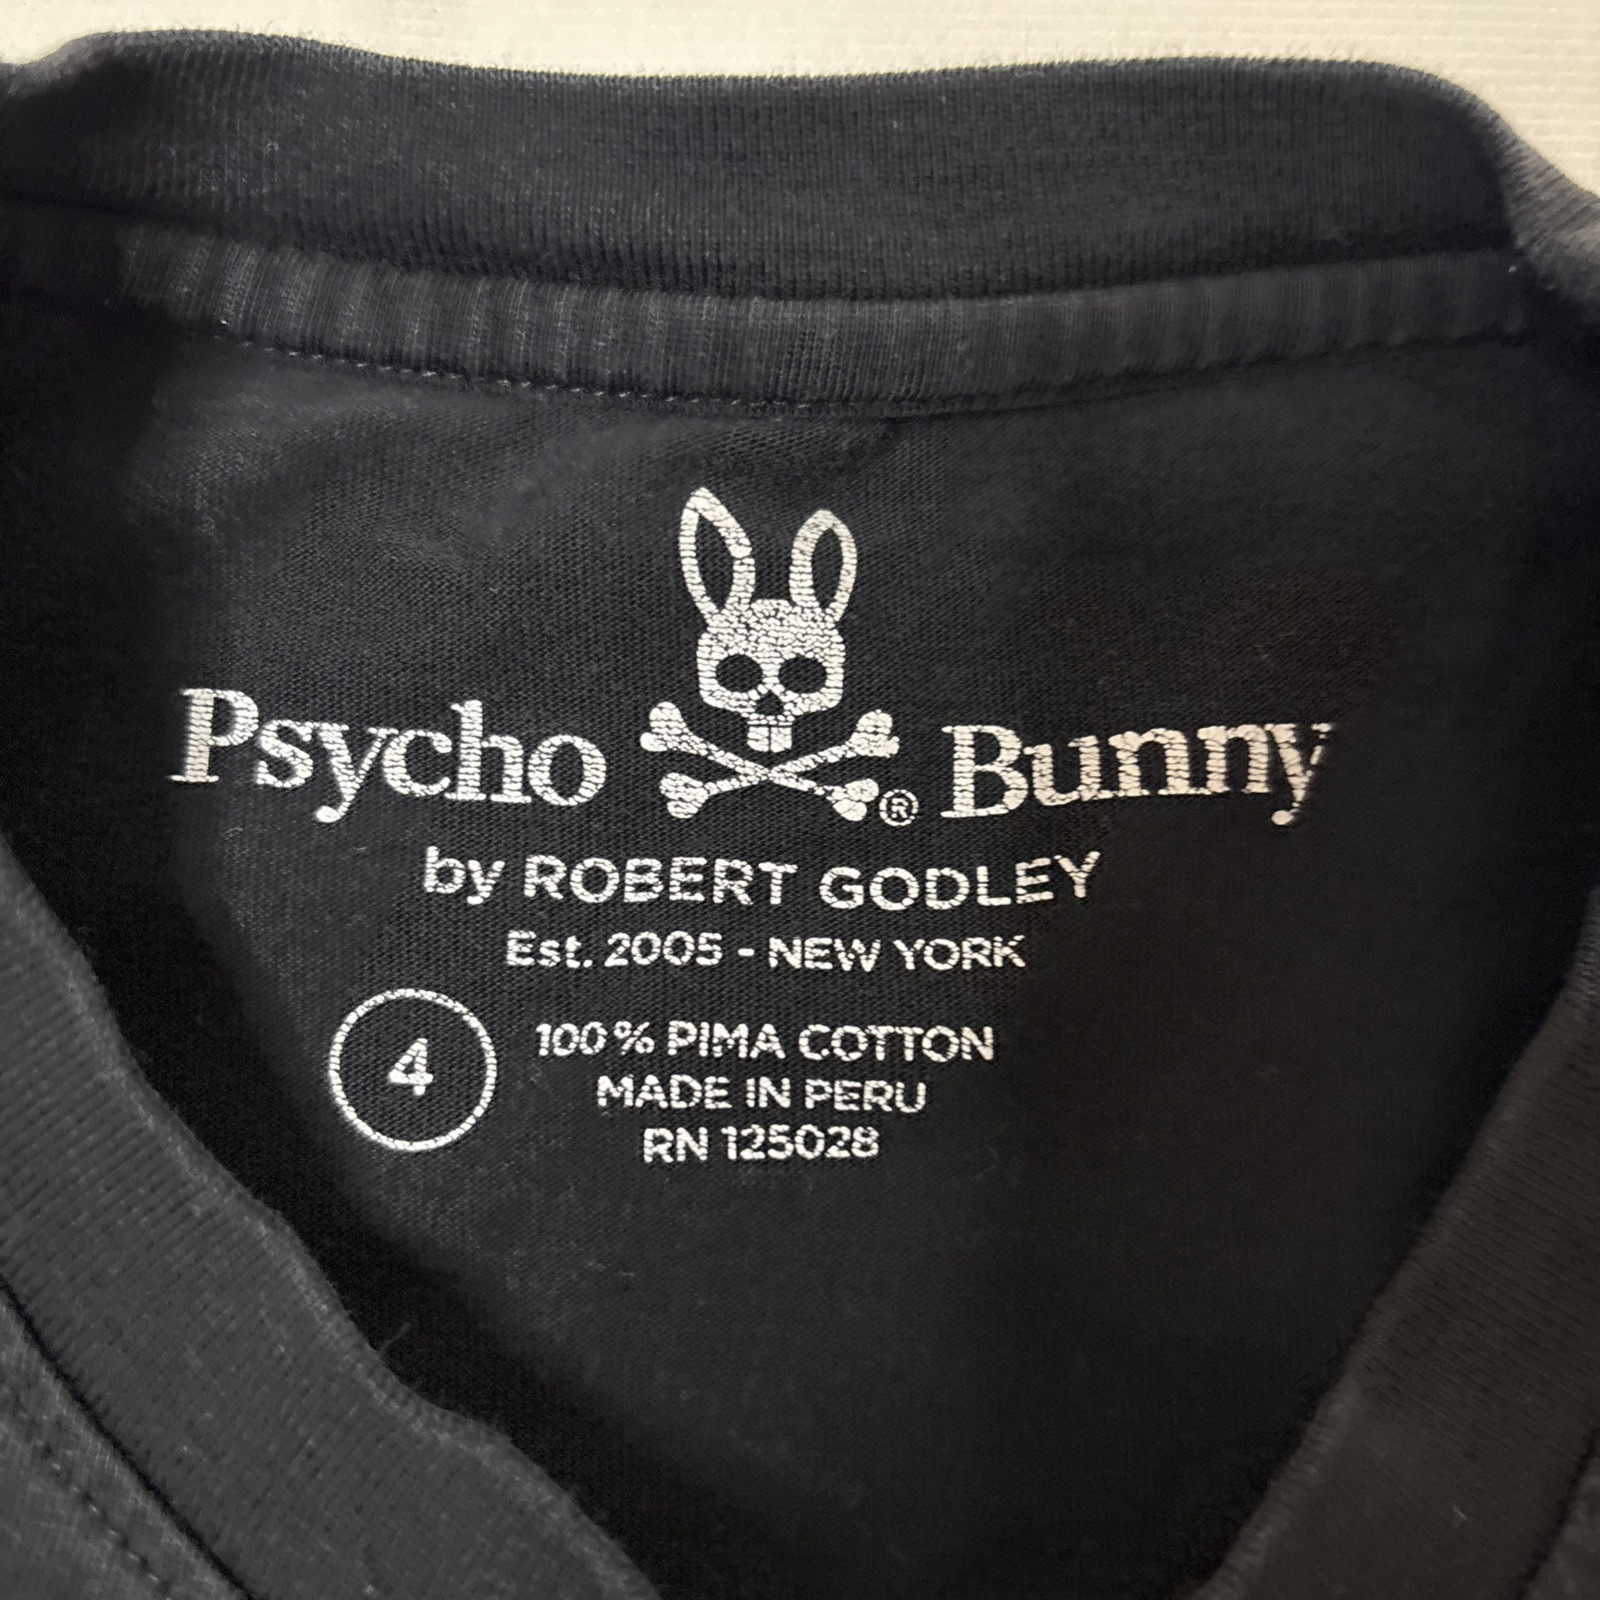 Psycho ® Bunny
by ROBERT GODLEY
Est. 2005 - NEW YORK
4
100% PIMA COTTON
MADE IN PERU
RN 125028